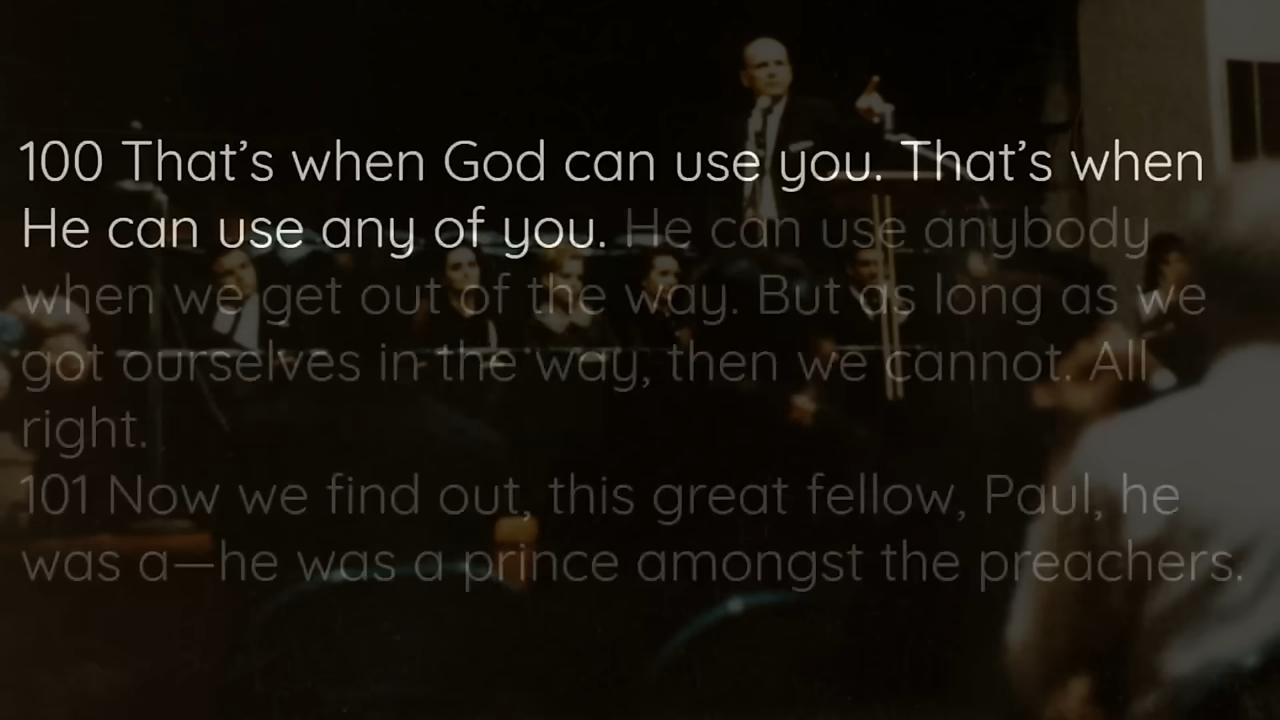 100 That’s when God can use you. That’s when
He can use any of you. He can use anybody
when we get out of the way. But as long as we
got ourselves in the way, then we cannot. All
right.
101 Now we find out, this great fellow, Paul, he
was a—he was a prince amongst the preachers.